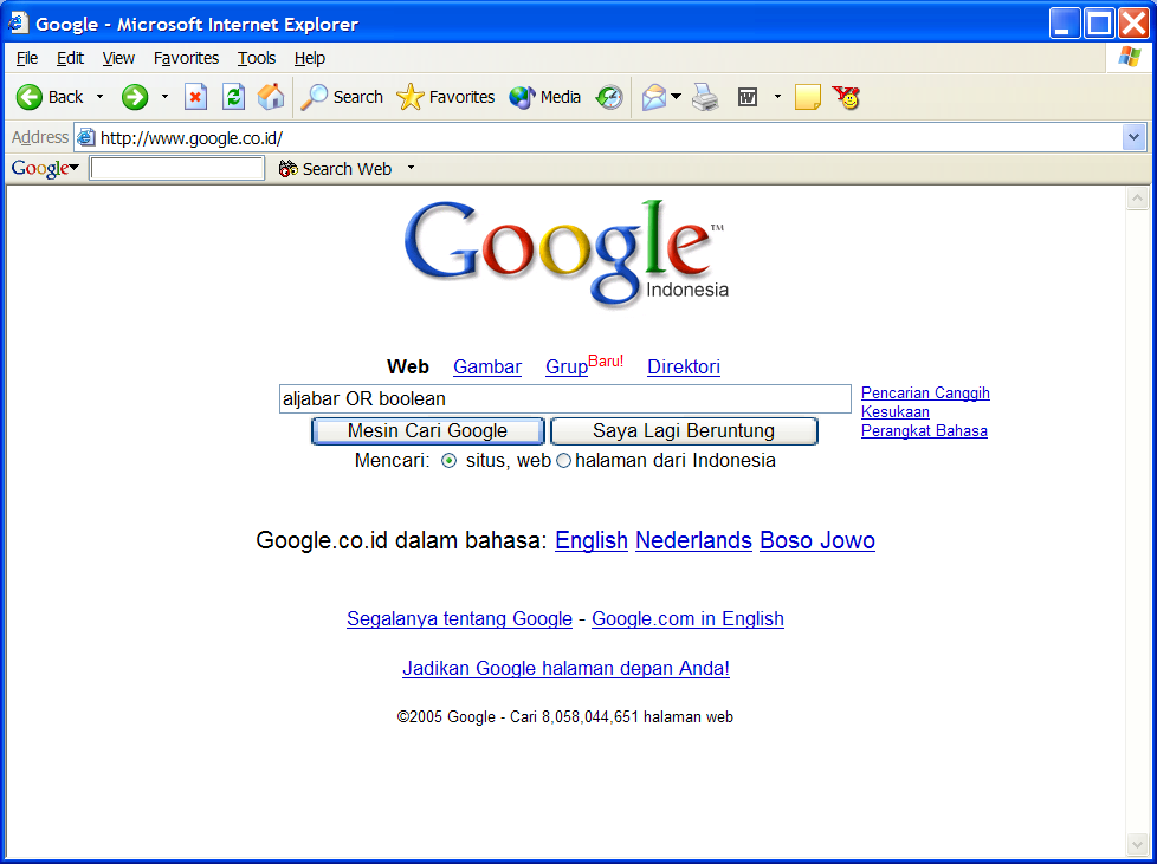 Google - Microsoft Internet Explorer
File Edit View Favorites Tools Help
Back Search Favorites Media
Address http://www.google.co.id/
Google Search Web
Google™
Indonesia
Web Gambar Grup Baru! Direktori
aljabar OR boolean
Pencarian Canggih
Kesukaan
Perangkat Bahasa
Mesin Cari Google Saya Lagi Beruntung
Mencari: situs, web halaman dari Indonesia
Google.co.id dalam bahasa: English Nederlands Boso Jowo
Segalanya tentang Google - Google.com in English
Jadikan Google halaman depan Anda!
©2005 Google - Cari 8,058,044,651 halaman web